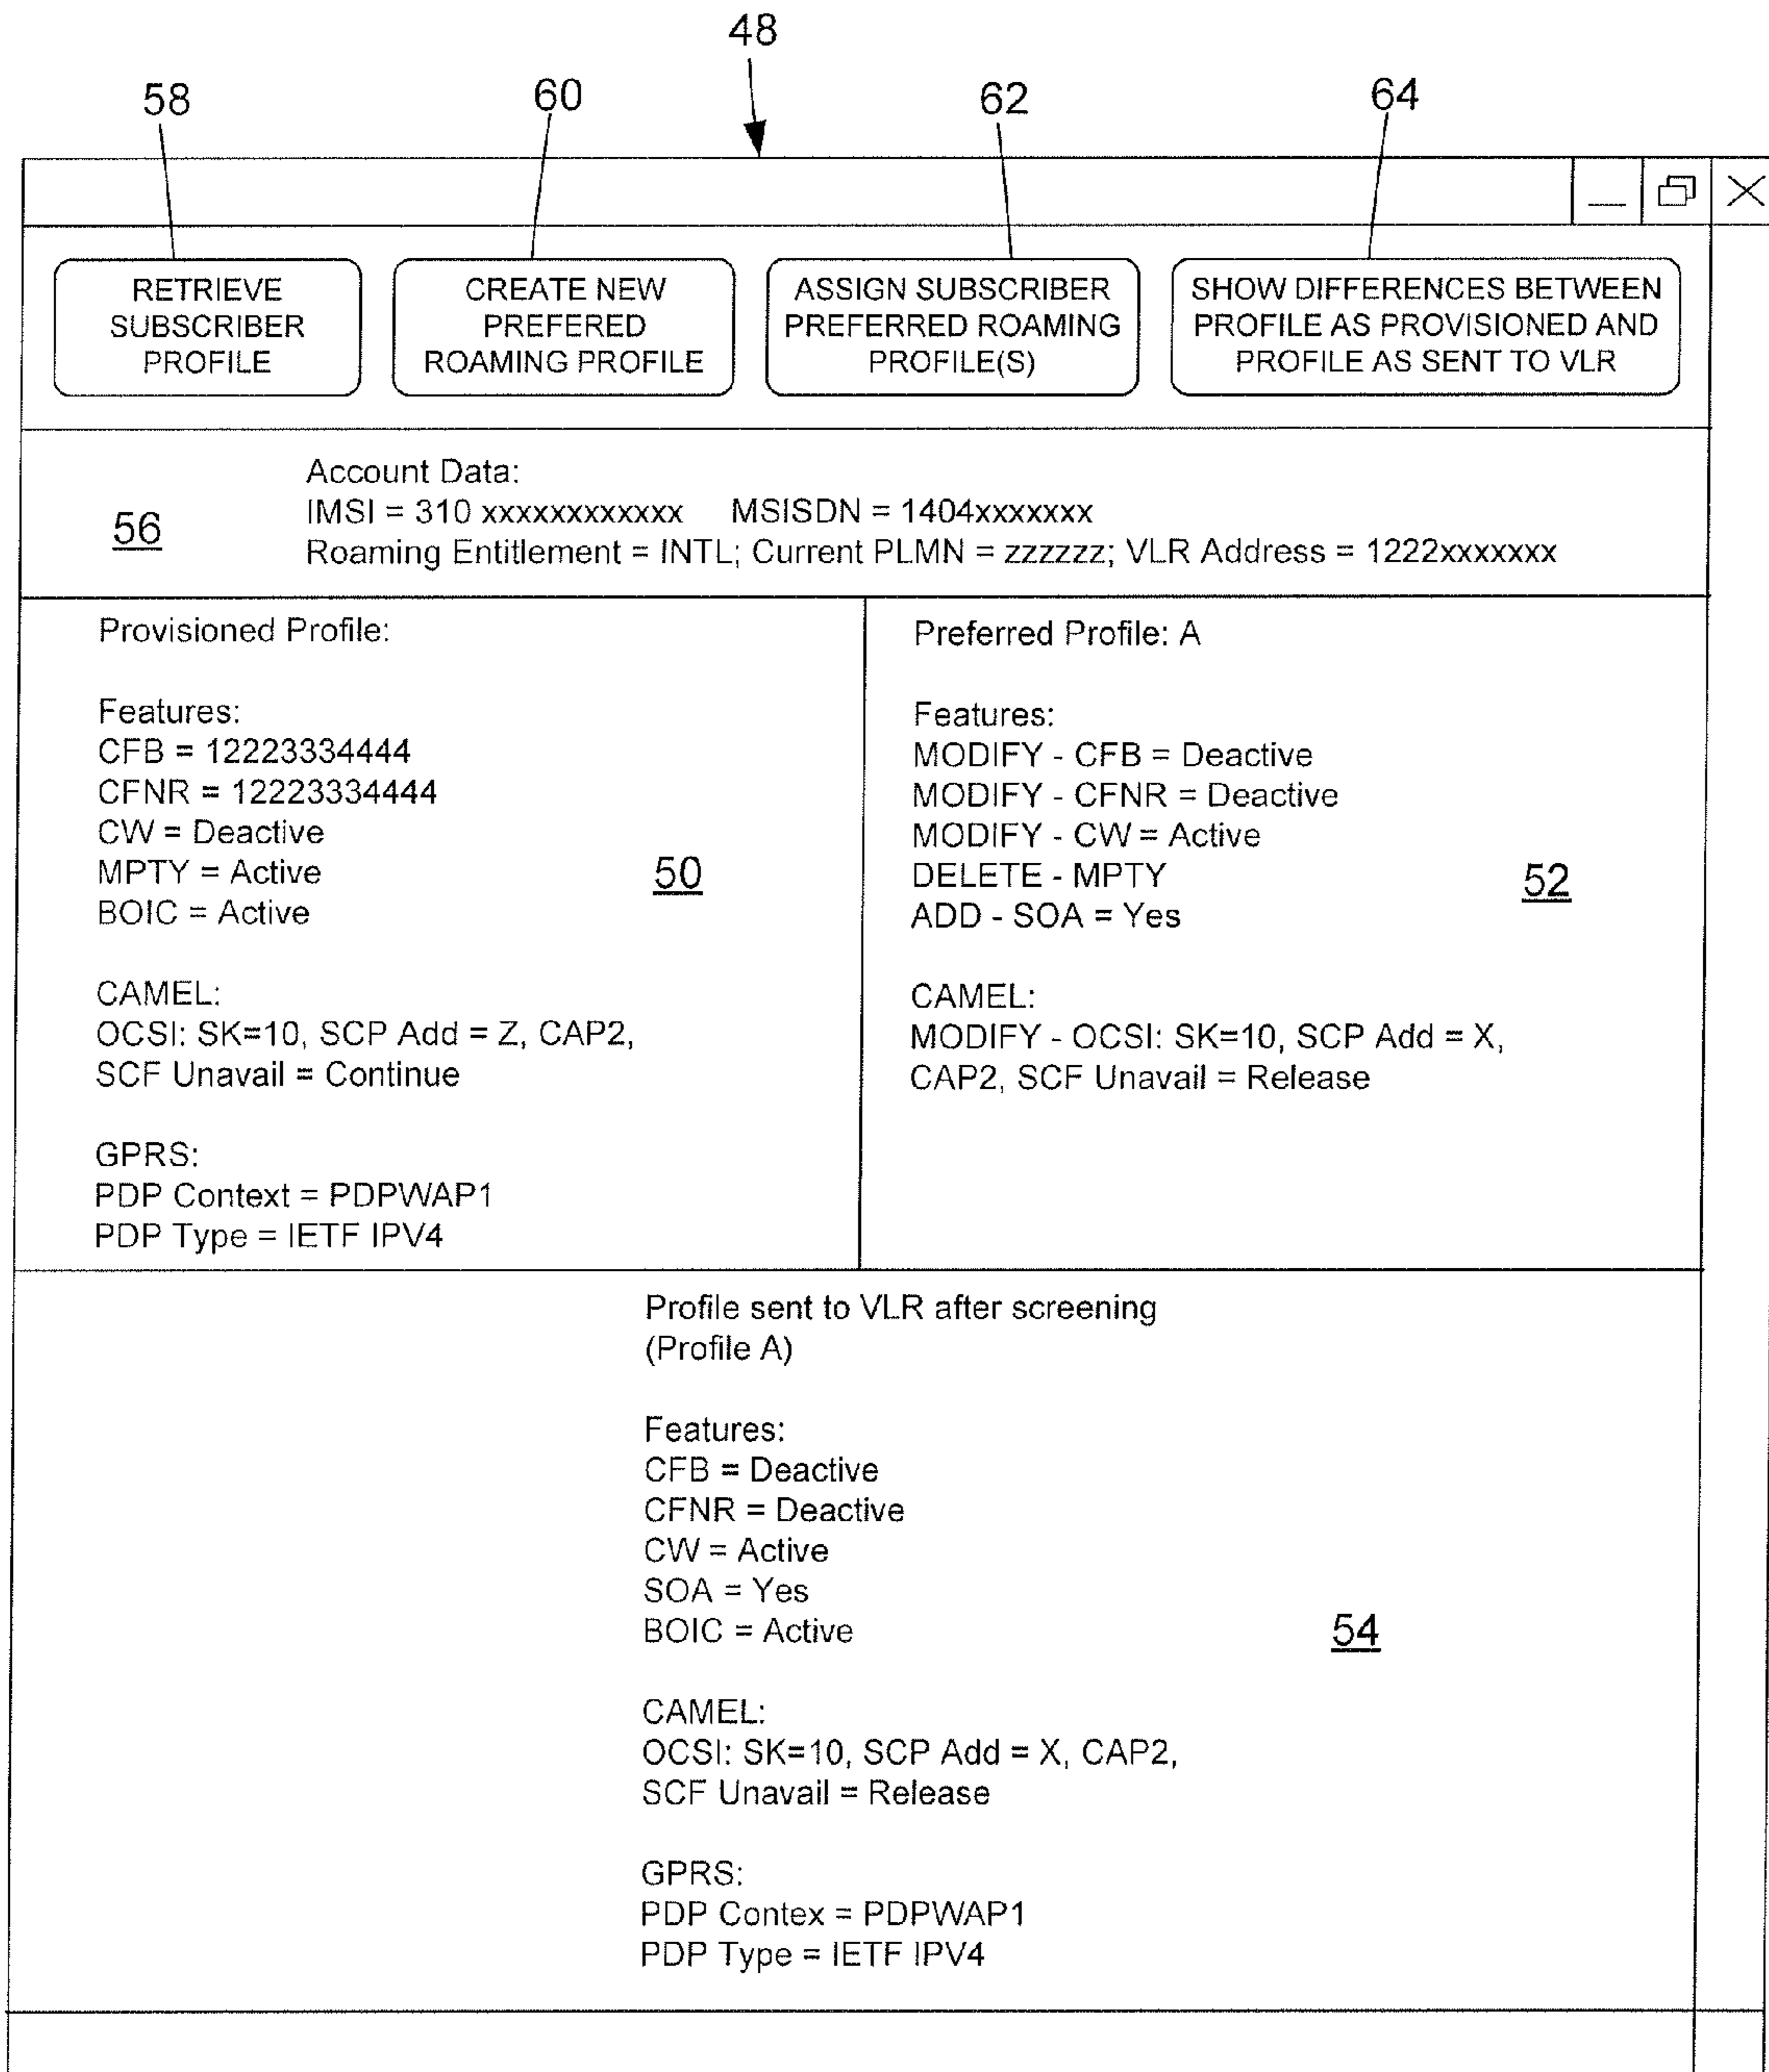 48
58
60
62
64
RETRIEVE
SUBSCRIBER
PROFILE
CREATE NEW
PREFERED
ROAMING PROFILE
ASSIGN SUBSCRIBER
PREFERRED ROAMING
PROFILE(S)
SHOW DIFFERENCES BETWEEN
PROFILE AS PROVISIONED AND
PROFILE AS SENT TO VLR
56
Account Data:
IMSI = 310 xxxxxxxxxxxx MSISDN = 1404xxxxxxx
Roaming Entitlement = INTL; Current PLMN = zzzzzz; VLR Address = 1222xxxxxxx
Provisioned Profile:
Features:
CFB = 12223334444
CFNR = 12223334444
CW = Deactive
MPTY = Active
BOIC = Active
50
CAMEL:
OCSI: SK=10, SCP Add = Z, CAP2,
SCF Unavail = Continue
GPRS:
PDP Context = PDPWAP1
PDP Type = IETF IPV4
Preferred Profile: A
Features:
MODIFY - CFB = Deactive
MODIFY - CFNR = Deactive
MODIFY - CW = Active
DELETE - MPTY
ADD - SOA = Yes
52
CAMEL:
MODIFY - OCSI: SK=10, SCP Add = X,
CAP2, SCF Unavail = Release
Profile sent to VLR after screening
(Profile A)
Features:
CFB = Deactive
CFNR = Deactive
CW = Active
SOA = Yes
BOIC = Active
54
CAMEL:
OCSI: SK=10, SCP Add = X, CAP2,
SCF Unavail = Release
GPRS:
PDP Contex = PDPWAP1
PDP Type = IETF IPV4